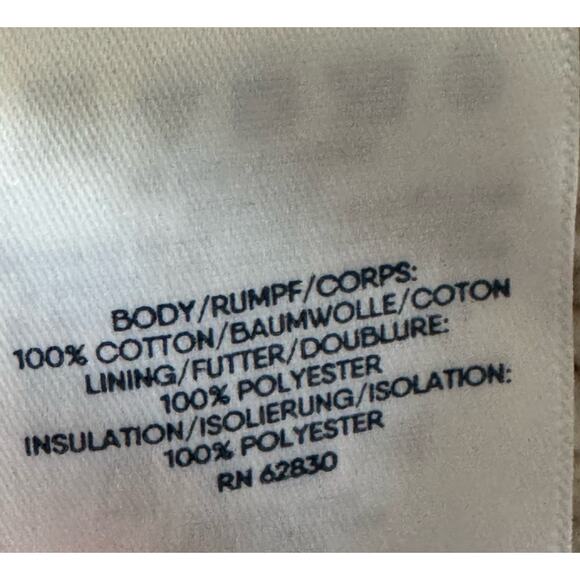 BODY/RUMPF/CORPS:
100% COTTON/BAUMWOLLE/COTON
LINING/FUTTER/DOUBLURE:
100% POLYESTER
INSULATION/ISOLIERUNG/ISOLATION:
100% POLYESTER
RN 62830